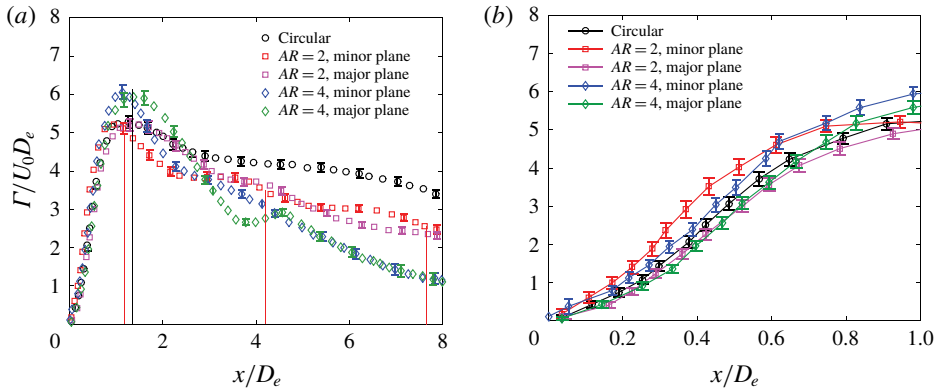 (a)
8
7
6
5
4
3
2
1
0
2
4
6
8
Γ/U0De
x/De
Circular
AR = 2, minor plane
AR = 2, major plane
AR = 4, minor plane
AR = 4, major plane
(b)
8
7
6
5
4
3
2
1
0
0.2
0.4
0.6
0.8
1.0
x/De
Circular
AR = 2, minor plane
AR = 2, major plane
AR = 4, minor plane
AR = 4, major plane